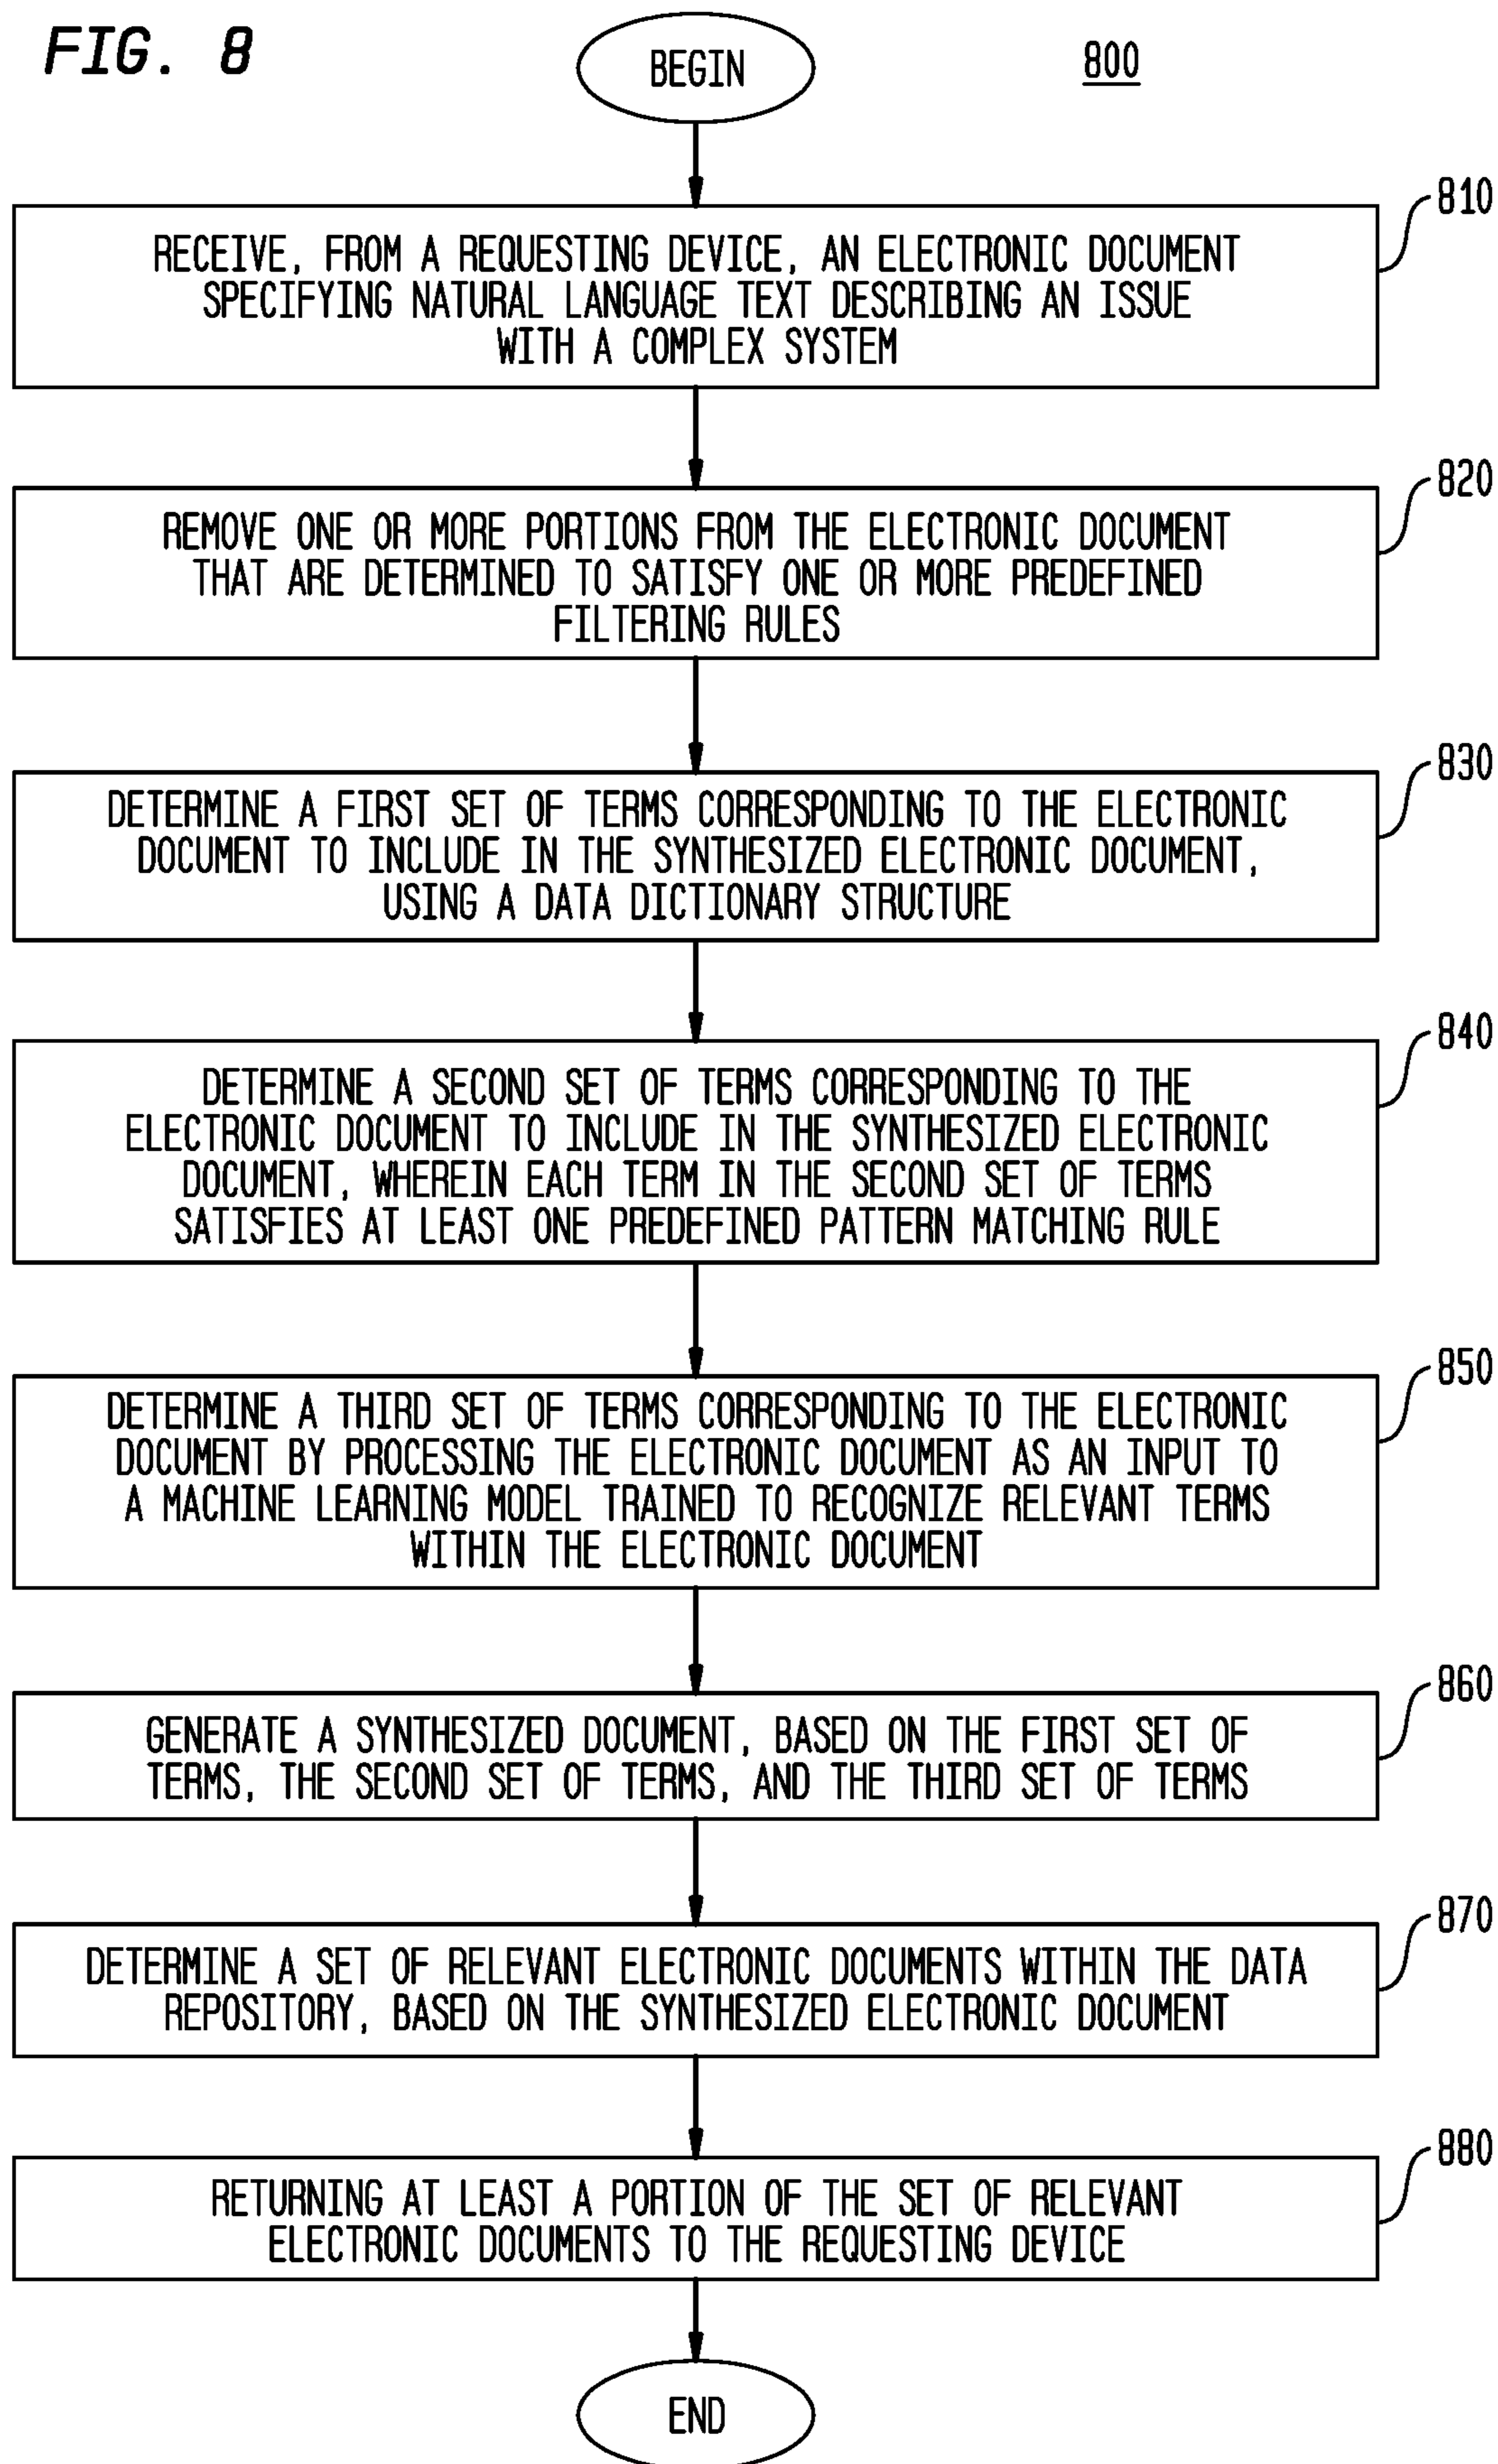 FIG. 8
BEGIN
800
810
RECEIVE, FROM A REQUESTING DEVICE, AN ELECTRONIC DOCUMENT
SPECIFYING NATURAL LANGUAGE TEXT DESCRIBING AN ISSUE
WITH A COMPLEX SYSTEM
820
REMOVE ONE OR MORE PORTIONS FROM THE ELECTRONIC DOCUMENT
THAT ARE DETERMINED TO SATISFY ONE OR MORE PREDEFINED
FILTERING RULES
830
DETERMINE A FIRST SET OF TERMS CORRESPONDING TO THE ELECTRONIC
DOCUMENT TO INCLUDE IN THE SYNTHESIZED ELECTRONIC DOCUMENT,
USING A DATA DICTIONARY STRUCTURE
840
DETERMINE A SECOND SET OF TERMS CORRESPONDING TO THE
ELECTRONIC DOCUMENT TO INCLUDE IN THE SYNTHESIZED ELECTRONIC
DOCUMENT, WHEREIN EACH TERM IN THE SECOND SET OF TERMS
SATISFIES AT LEAST ONE PREDEFINED PATTERN MATCHING RULE
850
DETERMINE A THIRD SET OF TERMS CORRESPONDING TO THE ELECTRONIC
DOCUMENT BY PROCESSING THE ELECTRONIC DOCUMENT AS AN INPUT TO
A MACHINE LEARNING MODEL TRAINED TO RECOGNIZE RELEVANT TERMS
WITHIN THE ELECTRONIC DOCUMENT
860
GENERATE A SYNTHESIZED DOCUMENT, BASED ON THE FIRST SET OF
TERMS, THE SECOND SET OF TERMS, AND THE THIRD SET OF TERMS
870
DETERMINE A SET OF RELEVANT ELECTRONIC DOCUMENTS WITHIN THE DATA
REPOSITORY, BASED ON THE SYNTHESIZED ELECTRONIC DOCUMENT
880
RETURNING AT LEAST A PORTION OF THE SET OF RELEVANT
ELECTRONIC DOCUMENTS TO THE REQUESTING DEVICE
END